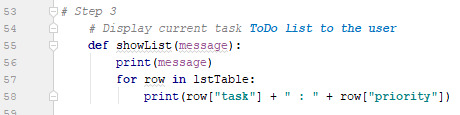 53 # Step 3
54 # Display current task ToDo List to the user
55 def showList(message):
56 print(message)
57 for row in lstTable:
58 print(row["task"] + " : " + row["priority"])
59